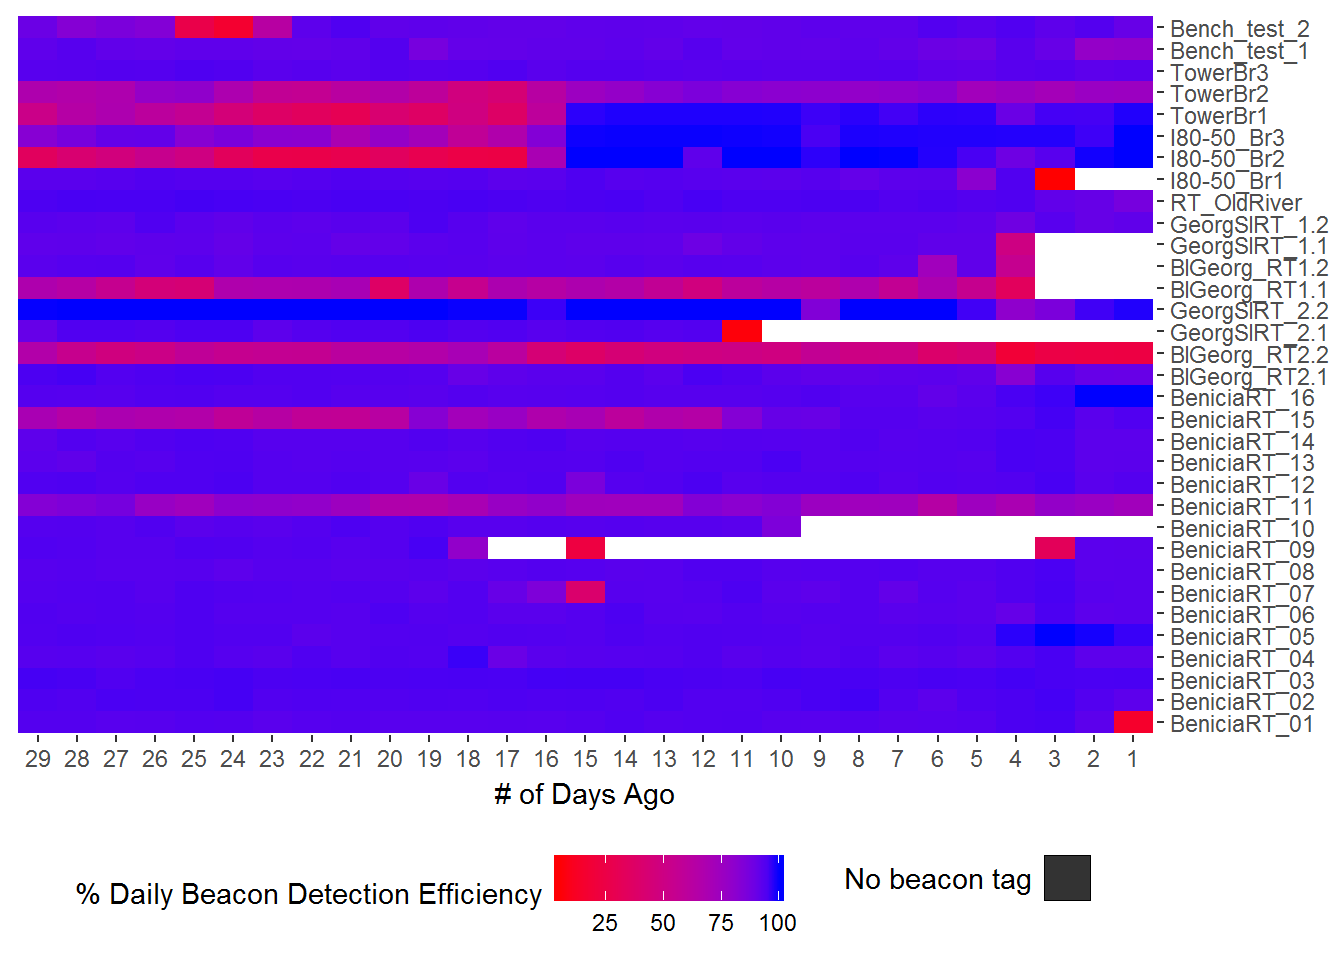 Bench_test_2
Bench_test_1
TowerBr3
TowerBr2
TowerBr1
I80-50_Br3
I80-50_Br2
I80-50_Br1
RT_OldRiver
GeorgSlRT_1.2
GeorgSlRT_1.1
BlGeorg_RT1.2
BlGeorg_RT1.1
GeorgSlRT_2.2
GeorgSlRT_2.1
BlGeorg_RT2.2
BlGeorg_RT2.1
BeniciaRT_16
BeniciaRT_15
BeniciaRT_14
BeniciaRT_13
BeniciaRT_12
BeniciaRT_11
BeniciaRT_10
BeniciaRT_09
BeniciaRT_08
BeniciaRT_07
BeniciaRT_06
BeniciaRT_05
BeniciaRT_04
BeniciaRT_03
BeniciaRT_02
BeniciaRT_01
29 28 27 26 25 24 23 22 21 20 19 18 17 16 15 14 13 12 11 10 9 8 7 6 5 4 3 2 1
# of Days Ago
% Daily Beacon Detection Efficiency
25 50 75 100
No beacon tag